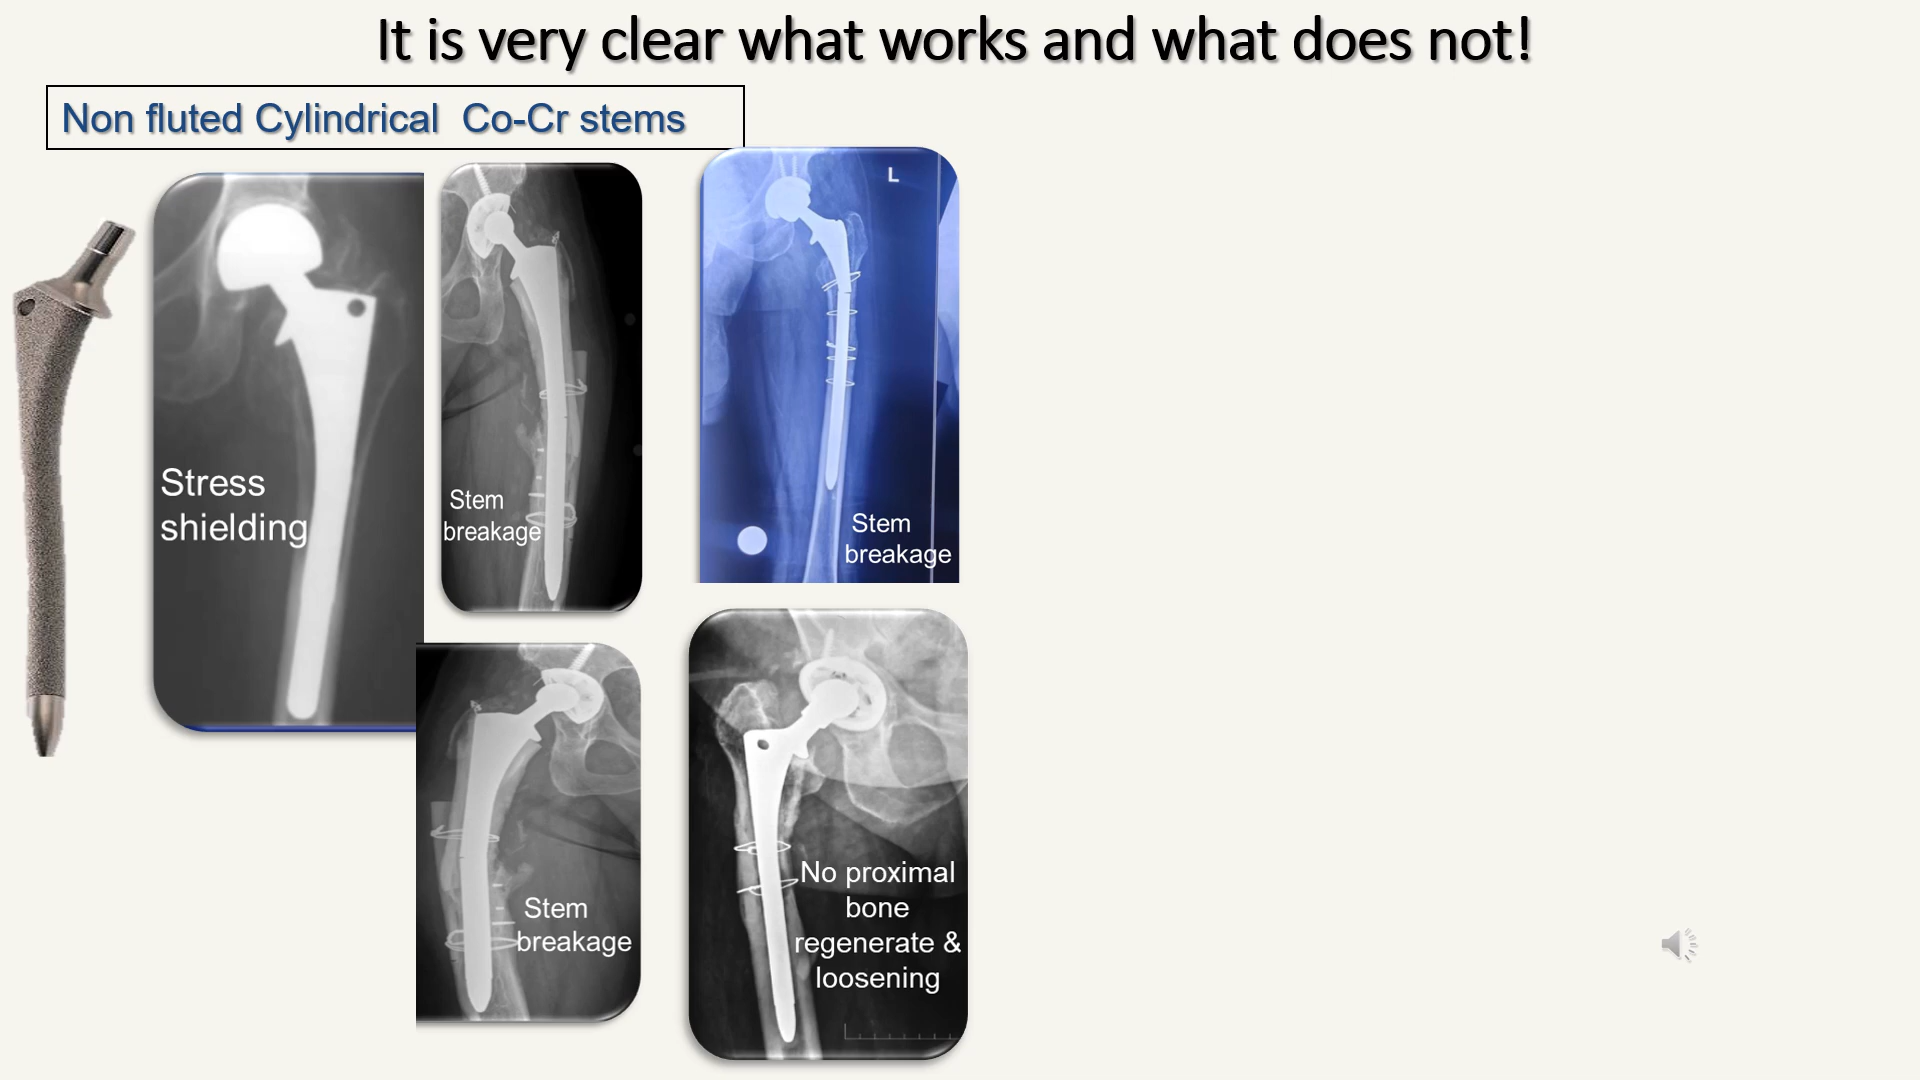 It is very clear what works and what does not!
Non fluted Cylindrical  Co-Cr stems
Stress
shielding
Stem
breakage
L
Stem
breakage
Stem
breakage
No proximal
bone
regenerate &
loosening